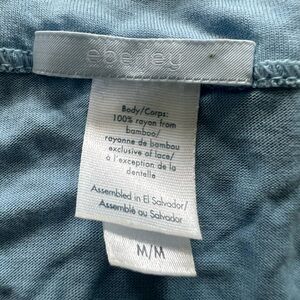 eberjey
Body/Corps:
100% rayon from
bamboo/
rayonne de bambou
exclusive of lace/
à l'exception de la
dentelle
Assembled in El Salvador/
Assemblé au Salvador
M/M